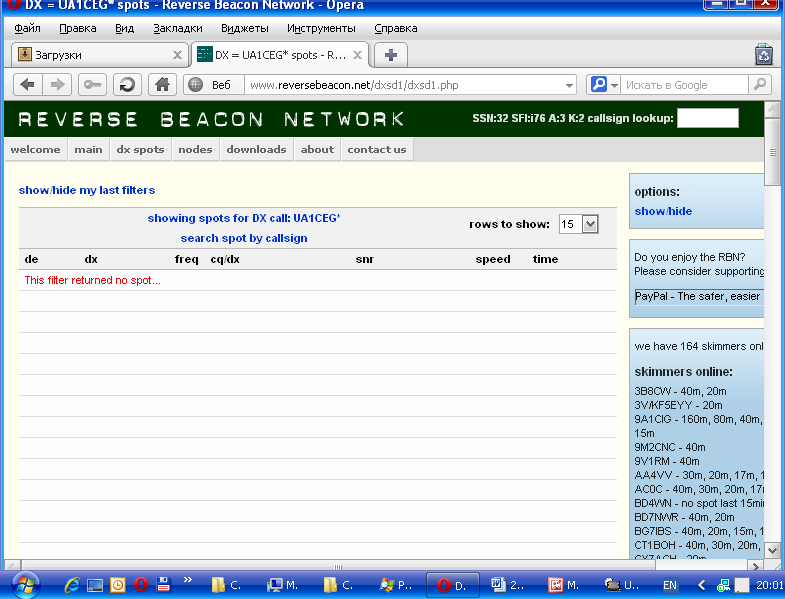 DX = UA1CEG* spots - Reverse Beacon Network - Opera
Файл Правка Вид Закладки Виджеты Инструменты Справка
Загрузки DX = UA1CEG* spots - R...
Веб www.reversebeacon.net/dxsd1/dxsd1.php Искать в Google
REVERSE BEACON NETWORK
SSN:32 SFI:i76 A:3 K:2 callsign lookup:
welcome main dx spots nodes downloads about contact us
show/hide my last filters
showing spots for DX call: UA1CEG*
rows to show: 15
search spot by callsign
de dx freq cq/dx snr speed time
This filter returned no spot...
options:
show/hide
Do you enjoy the RBN?
Please consider supporting
PayPal - The safer, easier
we have 164 skimmers onl
skimmers online:
3B8CW - 40m, 20m
3V/KF5EYY - 20m
9A1CIG - 160m, 80m, 40m,
15m
9M2CNC - 40m
9V1RM - 40m
AA4VV - 30m, 20m, 17m, 1
AC0C - 40m, 30m, 20m, 17m
BD4WN - no spot last 15min
BD7NWR - 40m, 20m
BG7IBS - 40m, 20m, 15m, 1
CT1BOH - 40m, 30m, 20m,
C. M. C. P.. D. 2.. M. U.. EN 20:01